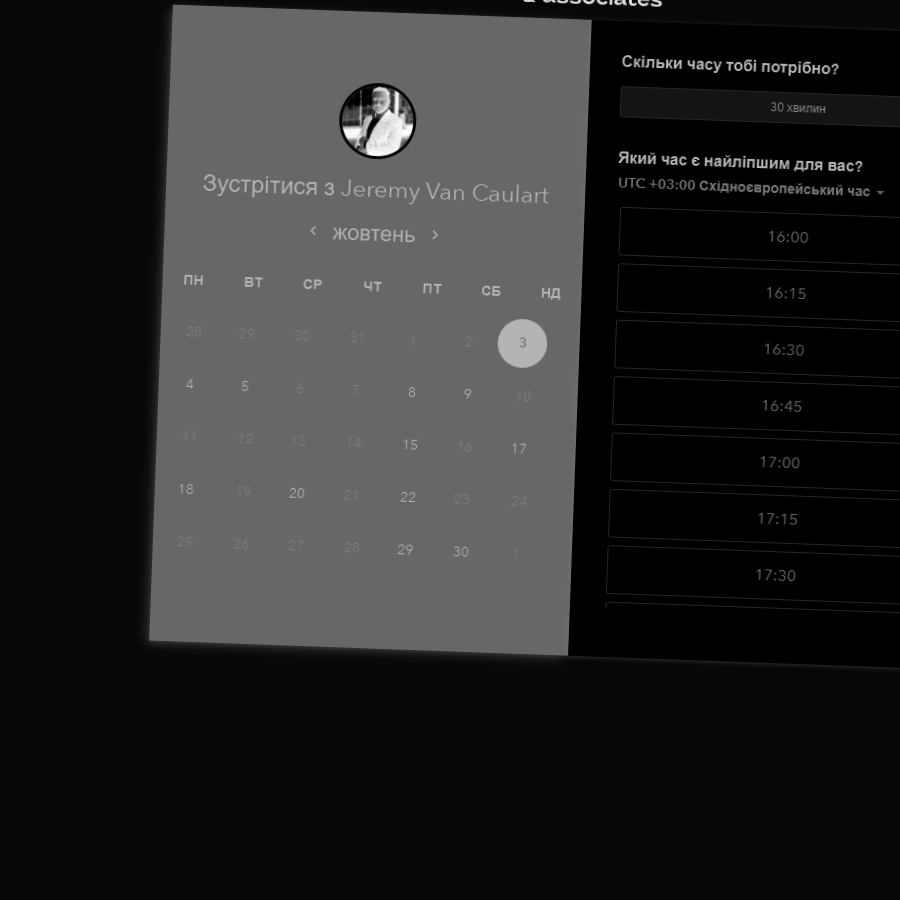 & associates
Зустрітися з Jeremy Van Caulart
‹ жовтень ›
ПН ВТ СР ЧТ ПТ СБ НД
28 29 30 31 1 2 3
4 5 6 7 8 9 10
11 12 13 14 15 16 17
18 19 20 21 22 23 24
25 26 27 28 29 30 1
Скільки часу тобі потрібно?
30 хвилин
Який час є найліпшим для вас?
UTC +03:00 Східноєвропейський час
16:00
16:15
16:30
16:45
17:00
17:15
17:30